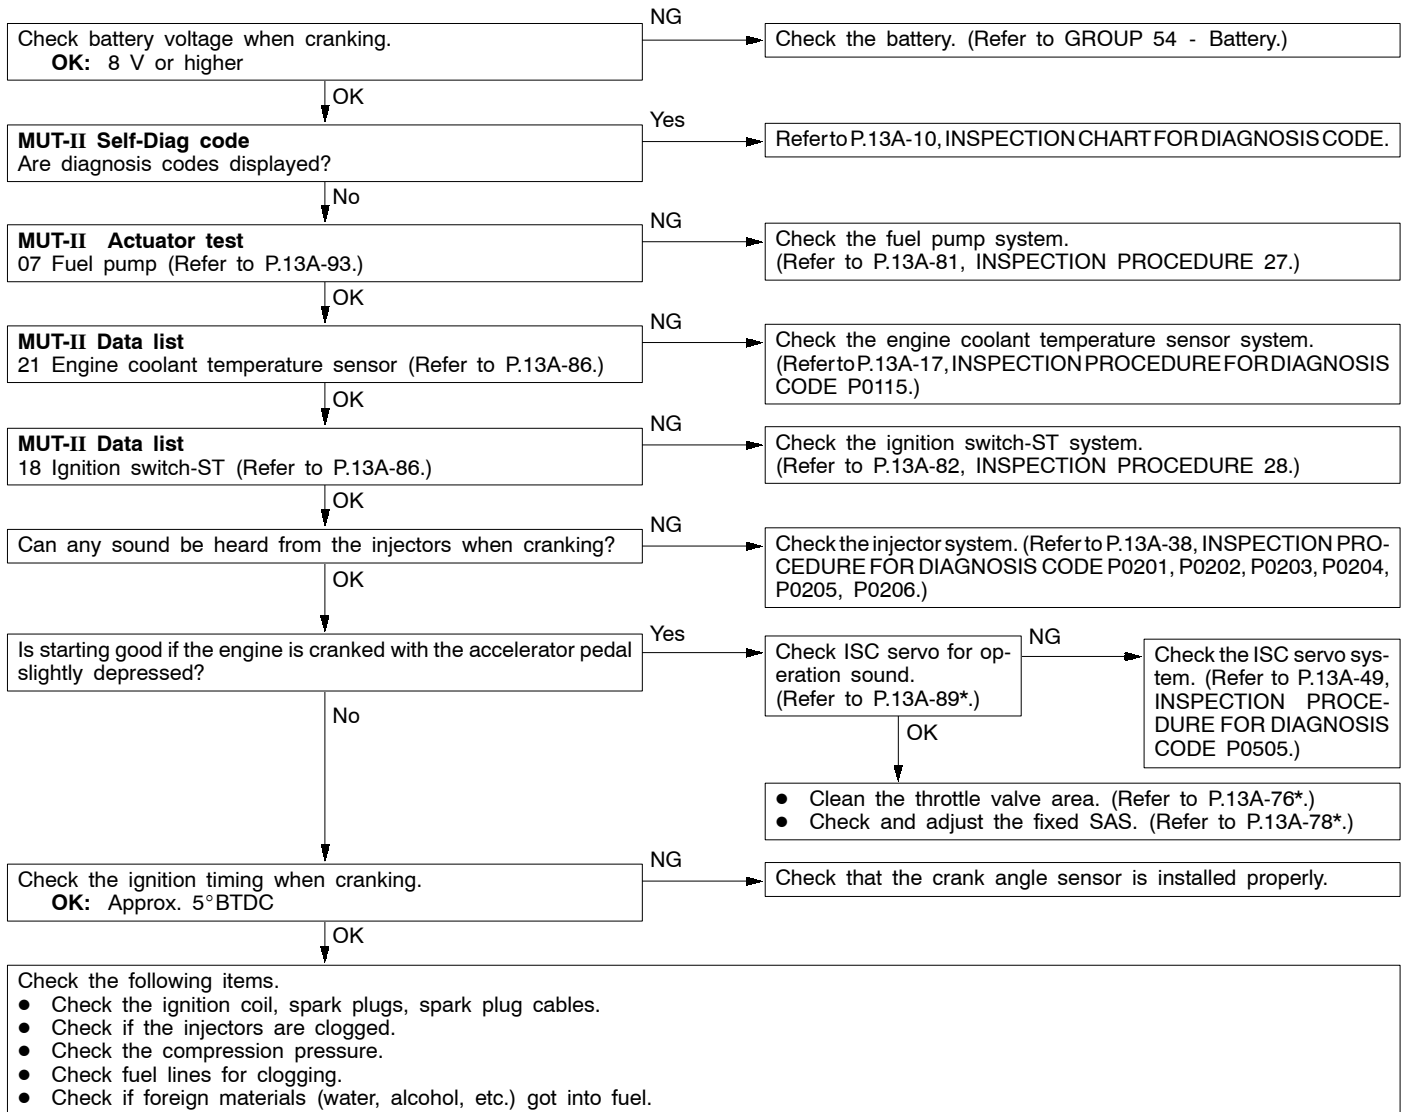 Check battery voltage when cranking.
OK: 8 V or higher
NG
Check the battery. (Refer to GROUP 54 - Battery.)
OK
MUT-II Self-Diag code
Are diagnosis codes displayed?
Yes
Refer to P.13A-10, INSPECTION CHART FOR DIAGNOSIS CODE.
No
MUT-II Actuator test
07 Fuel pump (Refer to P.13A-93.)
NG
Check the fuel pump system.
(Refer to P.13A-81, INSPECTION PROCEDURE 27.)
OK
MUT-II Data list
21 Engine coolant temperature sensor (Refer to P.13A-86.)
NG
Check the engine coolant temperature sensor system.
(Refer to P.13A-17, INSPECTION PROCEDURE FOR DIAGNOSIS
CODE P0115.)
OK
MUT-II Data list
18 Ignition switch-ST (Refer to P.13A-86.)
NG
Check the ignition switch-ST system.
(Refer to P.13A-82, INSPECTION PROCEDURE 28.)
OK
Can any sound be heard from the injectors when cranking?
NG
Check the injector system. (Refer to P.13A-38, INSPECTION PRO-
CEDURE FOR DIAGNOSIS CODE P0201, P0202, P0203, P0204,
P0205, P0206.)
OK
Is starting good if the engine is cranked with the accelerator pedal
slightly depressed?
Yes
Check ISC servo for op-
eration sound.
(Refer to P.13A-89*.)
NG
Check the ISC servo sys-
tem. (Refer to P.13A-49,
INSPECTION PROCE-
DURE FOR DIAGNOSIS
CODE P0505.)
OK
● Clean the throttle valve area. (Refer to P.13A-76*.)
● Check and adjust the fixed SAS. (Refer to P.13A-78*.)
No
Check the ignition timing when cranking.
OK: Approx. 5°BTDC
NG
Check that the crank angle sensor is installed properly.
OK
Check the following items.
● Check the ignition coil, spark plugs, spark plug cables.
● Check if the injectors are clogged.
● Check the compression pressure.
● Check fuel lines for clogging.
● Check if foreign materials (water, alcohol, etc.) got into fuel.